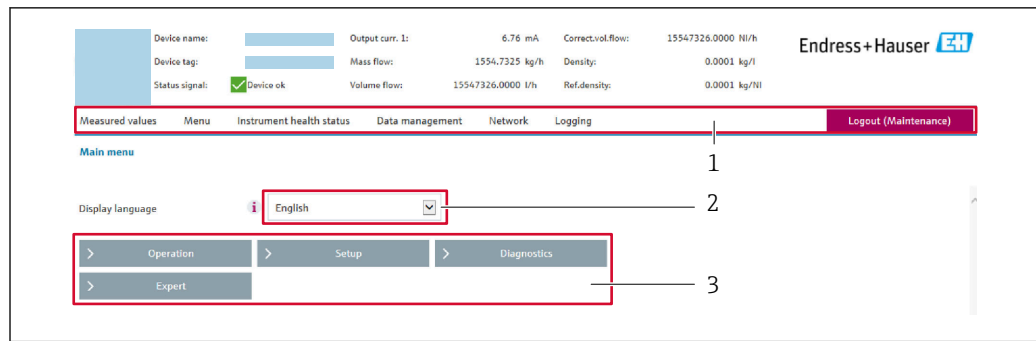 Device name: Output curr. 1: 6.76 mA Correct.vol.flow: 15547326.0000 Nl/h
Endress+Hauser EH
Device tag: Mass flow: 1554.7325 kg/h Density: 0.0001 kg/l
Status signal: Device ok Volume flow: 15547326.0000 l/h Ref.density: 0.0001 kg/Nl
Measured values Menu Instrument health status Data management Network Logging Logout (Maintenance)
1
Main menu
Display language i English 2
> Operation > Setup > Diagnostics
> Expert 3